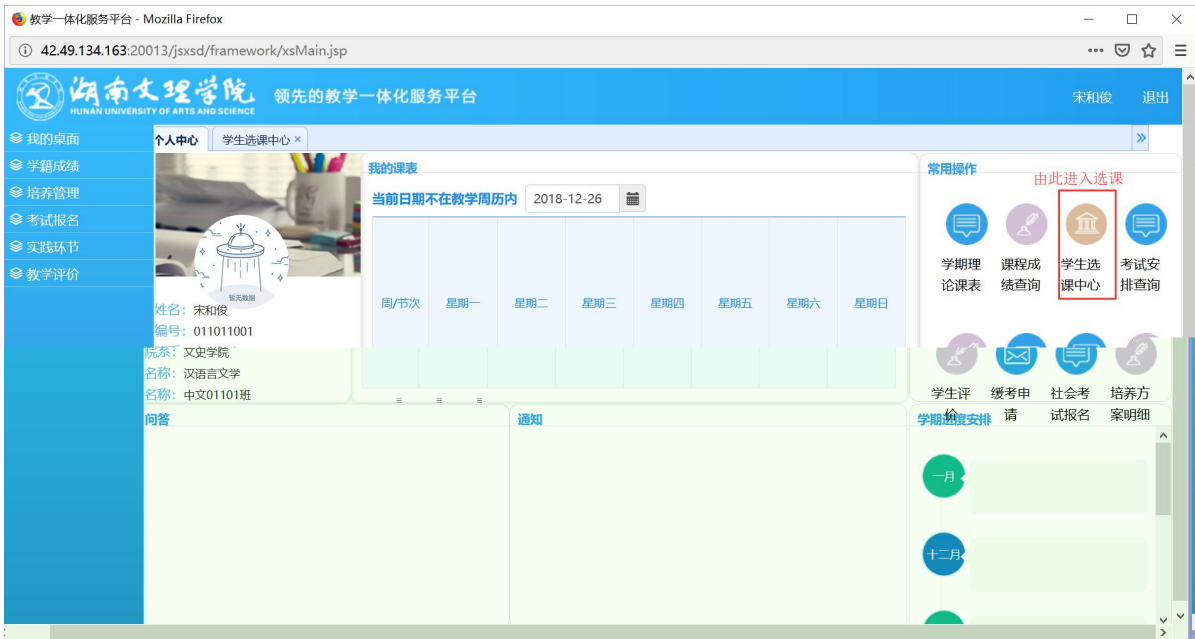 教学一体化服务平台 - Mozilla Firefox
42.49.134.163:20013/jsxsd/framework/xsMain.jsp
湖南文理学院
HUNAN UNIVERSITY OF ARTS AND SCIENCE
领先的教学一体化服务平台
宋和俊 退出
我的桌面
学籍成绩
培养管理
考试报名
实践环节
教学评价
个人中心 学生选课中心 ×
暂无数据
姓名：宋和俊
编号：011011001
院系：文史学院
名称：汉语言文学
名称：中文01101班
我的课表
当前日期不在教学周历内 2018-12-26
周/节次 星期一 星期二 星期三 星期四 星期五 星期六 星期日
常用操作
由此进入选课
学期理论课表
课程成绩查询
学生选课中心
考试安排查询
学生评价
缓考申请
社会考试报名
培养方案明细
问答
通知
学期进度安排
一月
十二月